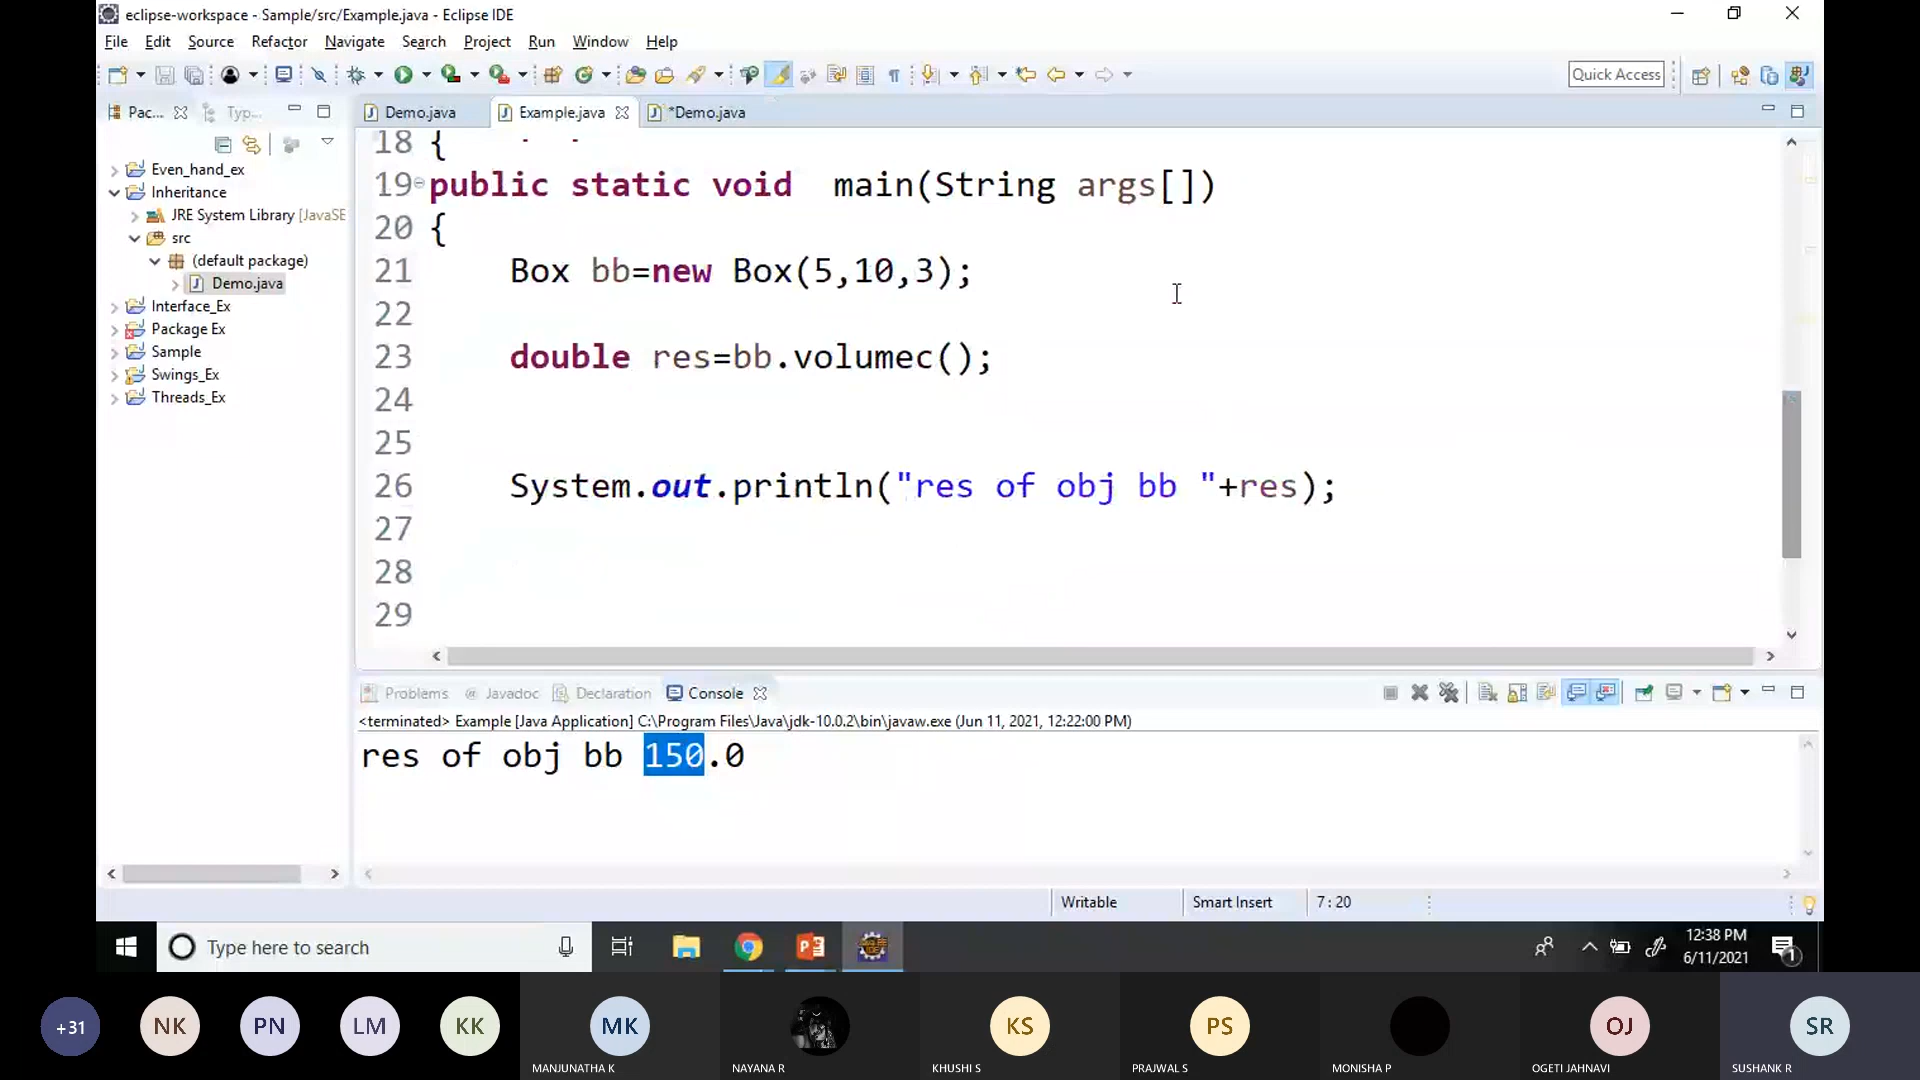 eclipse-workspace - Sample/src/Example.java - Eclipse IDE
File Edit Source Refactor Navigate Search Project Run Window Help
Quick Access
Pac... Typ...
Demo.java Example.java *Demo.java
Even_hand_ex
Inheritance
JRE System Library [JavaSE
src
(default package)
Demo.java
Interface_Ex
Package Ex
Sample
Swings_Ex
Threads_Ex
18 {
19 public static void main(String args[])
20 {
21 Box bb=new Box(5,10,3);
22
23 double res=bb.volumec();
24
25
26 System.out.println("res of obj bb "+res);
27
28
29
Problems @ Javadoc Declaration Console
<terminated> Example [Java Application] C:\Program Files\Java\jdk-10.0.2\bin\javaw.exe (Jun 11, 2021, 12:22:00 PM)
res of obj bb 150.0
Writable Smart Insert 7 : 20
Type here to search
12:38 PM
6/11/2021
1
+31 NK PN LM KK MK KS PS OJ SR
MANJUNATHA K NAYANA R KHUSHI S PRAJWAL S MONISHA P OGETI JAHNAVI SUSHANK R